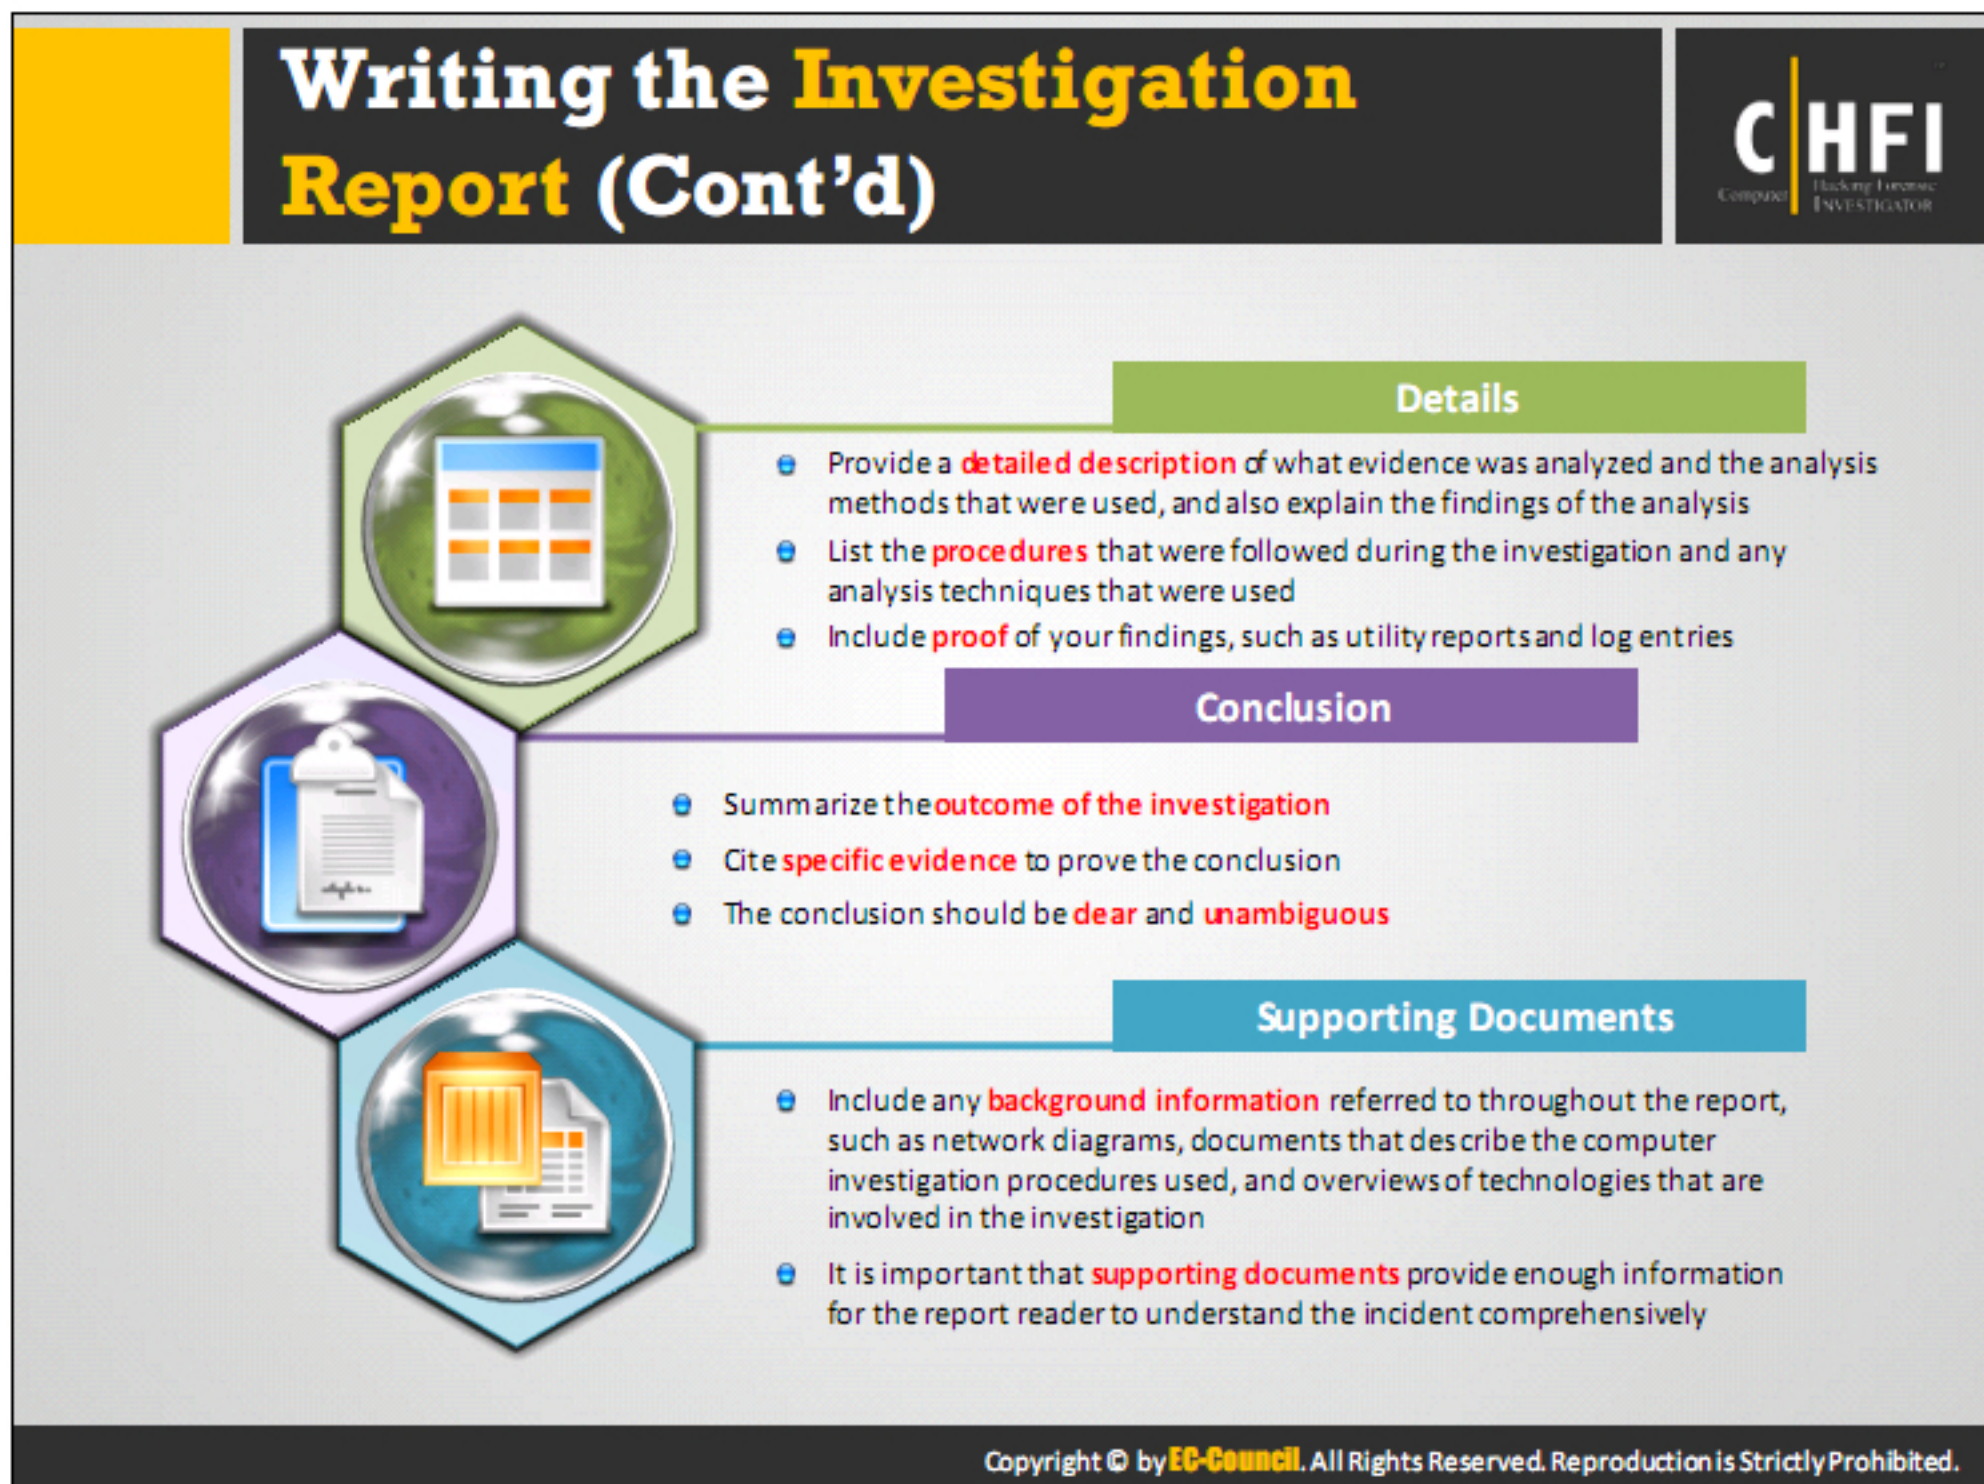 Writing the Investigation
Report (Cont’d)
C HFI
Computer
Hacking Forensic
INVESTIGATOR
Details
Provide a detailed description of what evidence was analyzed and the analysis
methods that were used, and also explain the findings of the analysis
List the procedures that were followed during the investigation and any
analysis techniques that were used
Include proof of your findings, such as utility reports and log entries
Conclusion
Summarize the outcome of the investigation
Cite specific evidence to prove the conclusion
The conclusion should be clear and unambiguous
Supporting Documents
Include any background information referred to throughout the report,
such as network diagrams, documents that describe the computer
investigation procedures used, and overviews of technologies that are
involved in the investigation
It is important that supporting documents provide enough information
for the report reader to understand the incident comprehensively
Copyright © by EC-Council. All Rights Reserved. Reproduction is Strictly Prohibited.